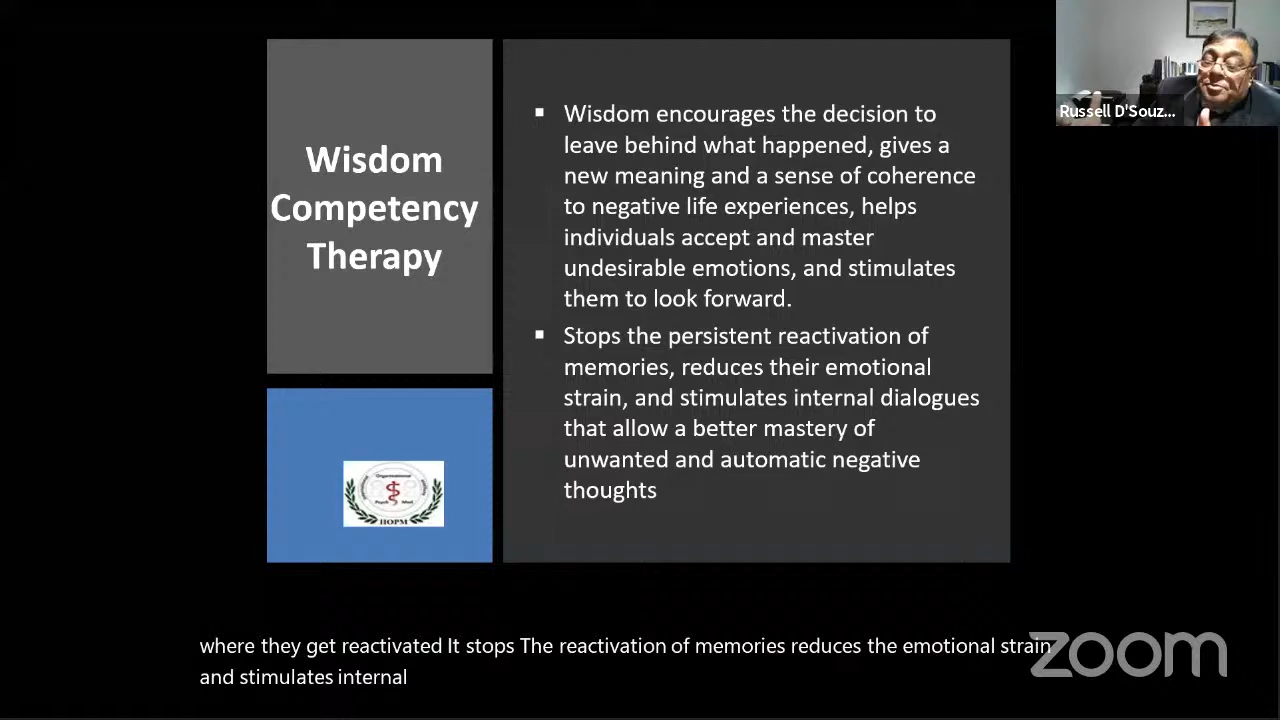 Russell D'Souz...
Wisdom
Competency
Therapy
▪ Wisdom encourages the decision to
leave behind what happened, gives a
new meaning and a sense of coherence
to negative life experiences, helps
individuals accept and master
undesirable emotions, and stimulates
them to look forward.
▪ Stops the persistent reactivation of
memories, reduces their emotional
strain, and stimulates internal dialogues
that allow a better mastery of
unwanted and automatic negative
thoughts
Organisational
Psych Med
IIOPM
where they get reactivated It stops The reactivation of memories reduces the emotional strain
and stimulates internal
zoom